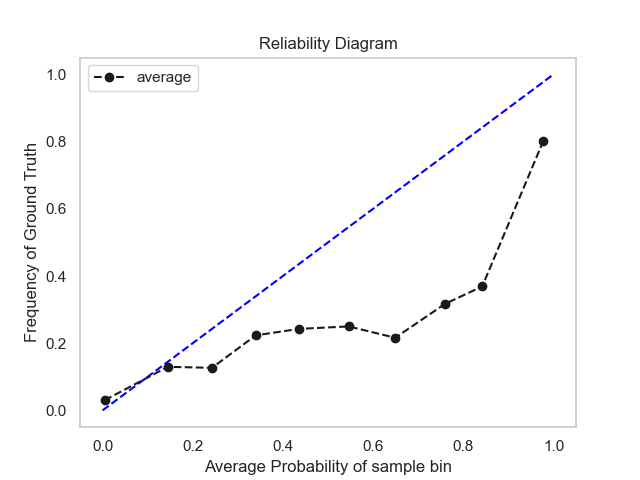 Reliability Diagram
average
1.0
0.8
0.6
0.4
0.2
0.0
Frequency of Ground Truth
0.0 0.2 0.4 0.6 0.8 1.0
Average Probability of sample bin